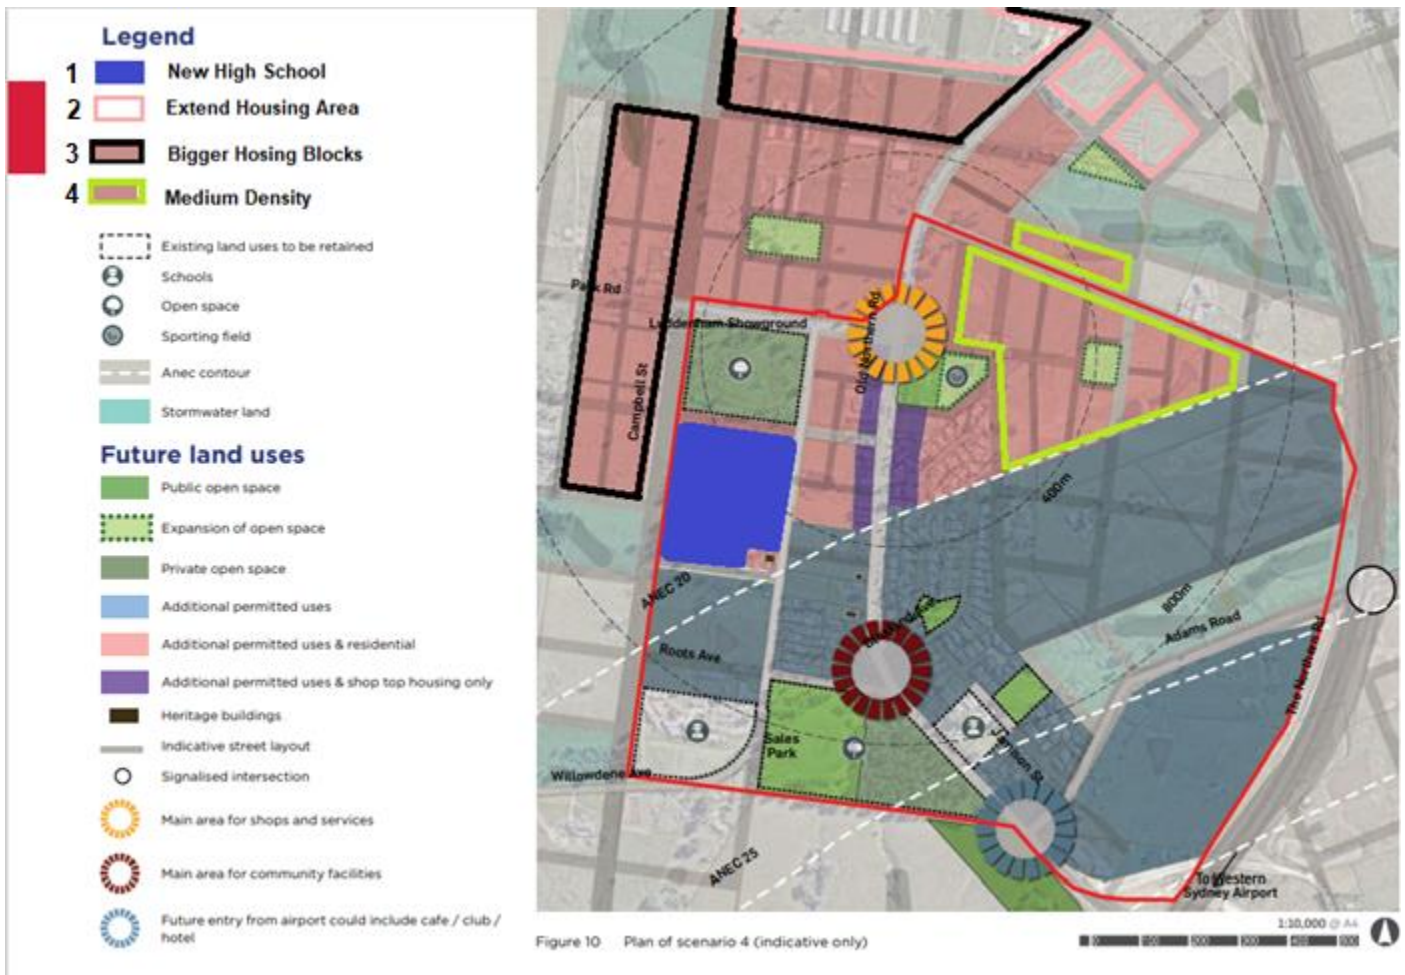 Legend
1 New High School
2 Extend Housing Area
3 Bigger Hosing Blocks
4 Medium Density
Existing land uses to be retained
Schools
Open space
Sporting field
Anec contour
Stormwater land
Future land uses
Public open space
Expansion of open space
Private open space
Additional permitted uses
Additional permitted uses & residential
Additional permitted uses & shop top housing only
Heritage buildings
Indicative street layout
Signalised intersection
Main area for shops and services
Main area for community facilities
Future entry from airport could include cafe / club /
hotel
Park Rd
Luddenham Showground
Old Northern Rd
Campbell St
400m
ANEC 20
800m
Adams Road
Roots Ave
The Northern Rd
Sales
Park
Jamison St
Willowdene Ave
ANEC 25
To Western
Sydney Airport
1:10,000 @ A4
Figure 10 Plan of scenario 4 (indicative only)